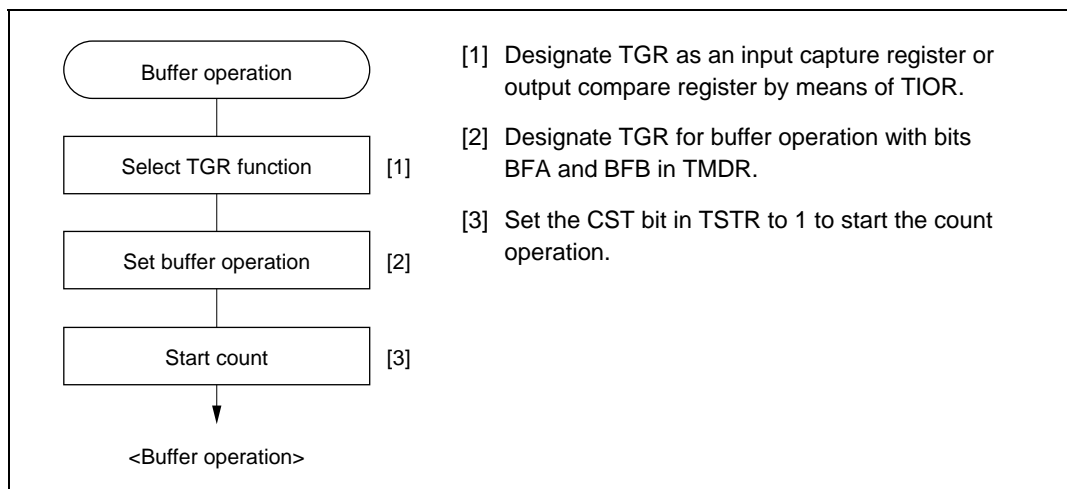 Buffer operation
Select TGR function
[1]
Set buffer operation
[2]
Start count
[3]
<Buffer operation>
[1] Designate TGR as an input capture register or
output compare register by means of TIOR.
[2] Designate TGR for buffer operation with bits
BFA and BFB in TMDR.
[3] Set the CST bit in TSTR to 1 to start the count
operation.